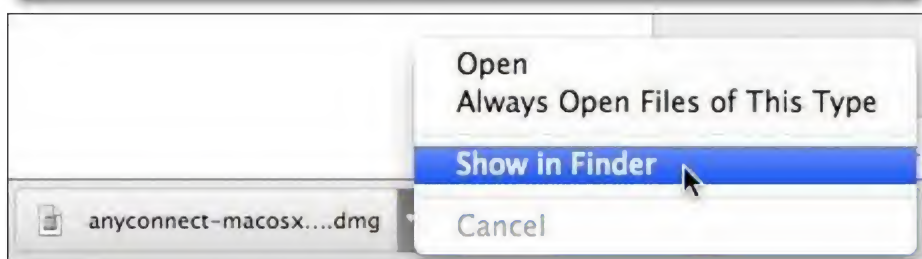 Open
Always Open Files of This Type
Show in Finder
anyconnect-macosx....dmg
Cancel